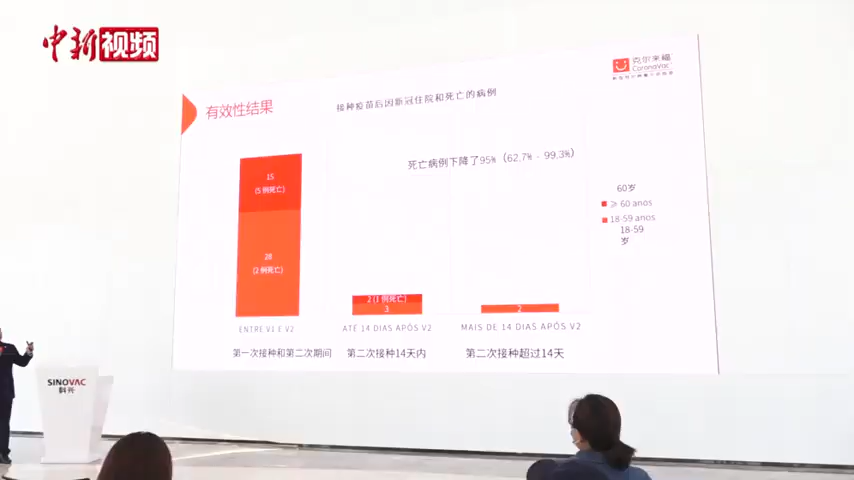 中新视频
克尔来福
CoronaVac
有效性结果
接种疫苗后因新冠住院和死亡的病例
死亡病例下降了95%（62.7% - 99.3%）
15
(5 例死亡)
28
(2 例死亡)
2 (1 例死亡)
3
2
60岁
≥ 60 anos
18-59 anos
18-59
岁
ENTRE V1 E V2
ATÉ 14 DIAS APÓS V2
MAIS DE 14 DIAS APÓS V2
第一次接种和第二次期间
第二次接种14天内
第二次接种超过14天
SINOVAC
科兴